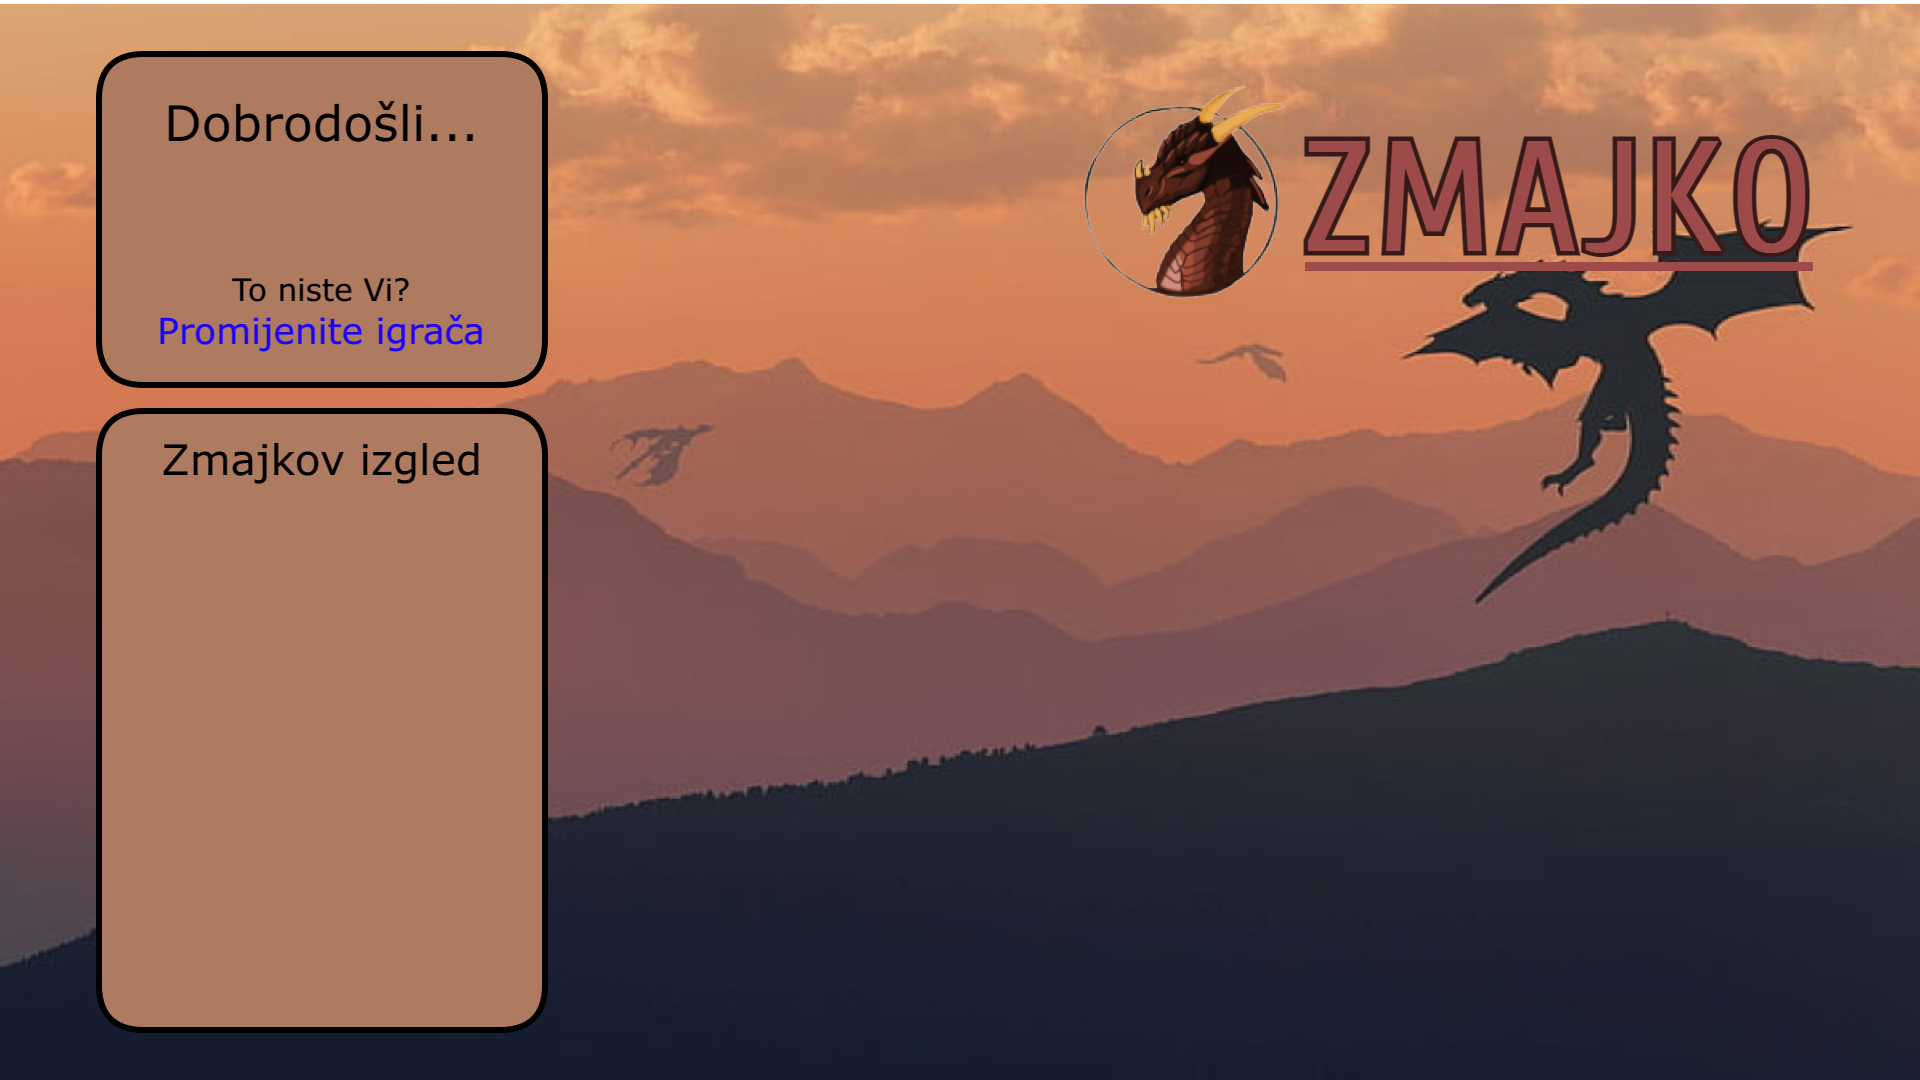 Dobrodošli...
To niste Vi?
Promijenite igrača
Zmajkov izgled
ZMAJKO